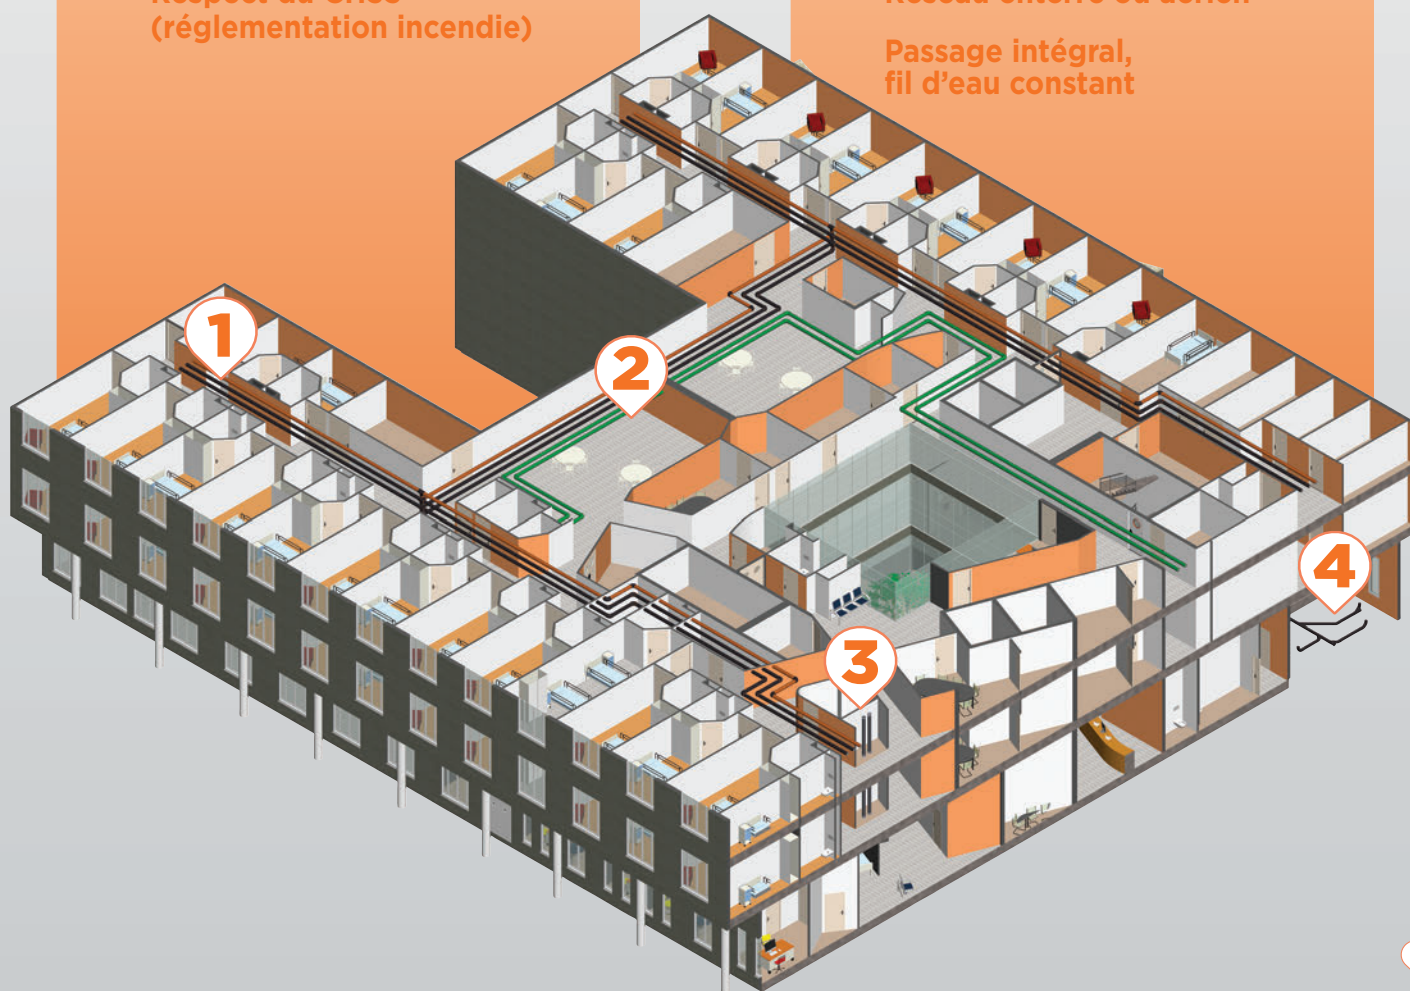 (réglementation incendie)
Passage intégral,
fil d'eau constant
1
2
3
4